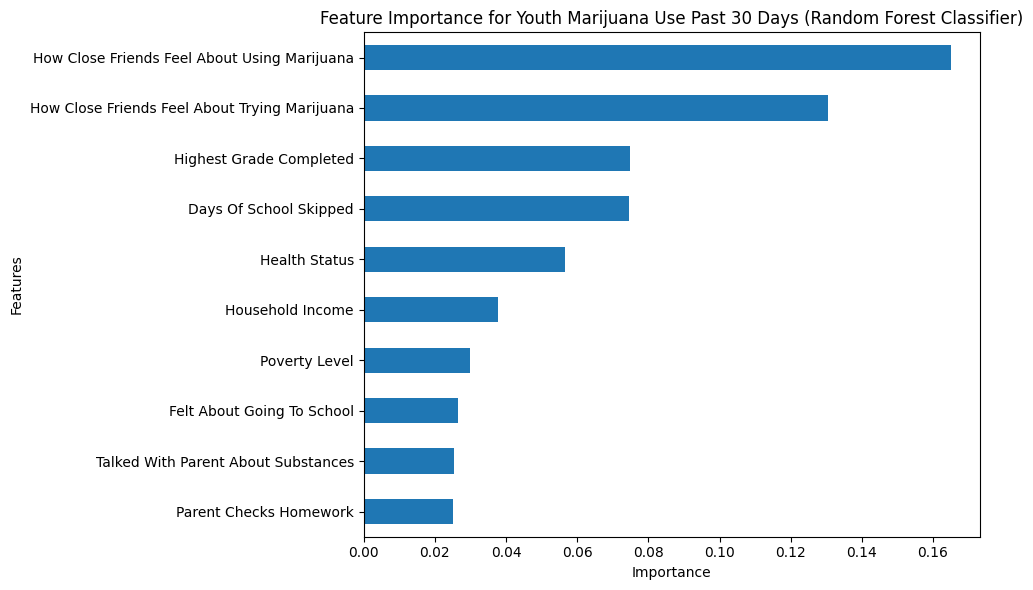 Feature Importance for Youth Marijuana Use Past 30 Days (Random Forest Classifier)
How Close Friends Feel About Using Marijuana
How Close Friends Feel About Trying Marijuana
Highest Grade Completed
Days Of School Skipped
Health Status
Household Income
Poverty Level
Felt About Going To School
Talked With Parent About Substances
Parent Checks Homework
Features
0.00 0.02 0.04 0.06 0.08 0.10 0.12 0.14 0.16
Importance